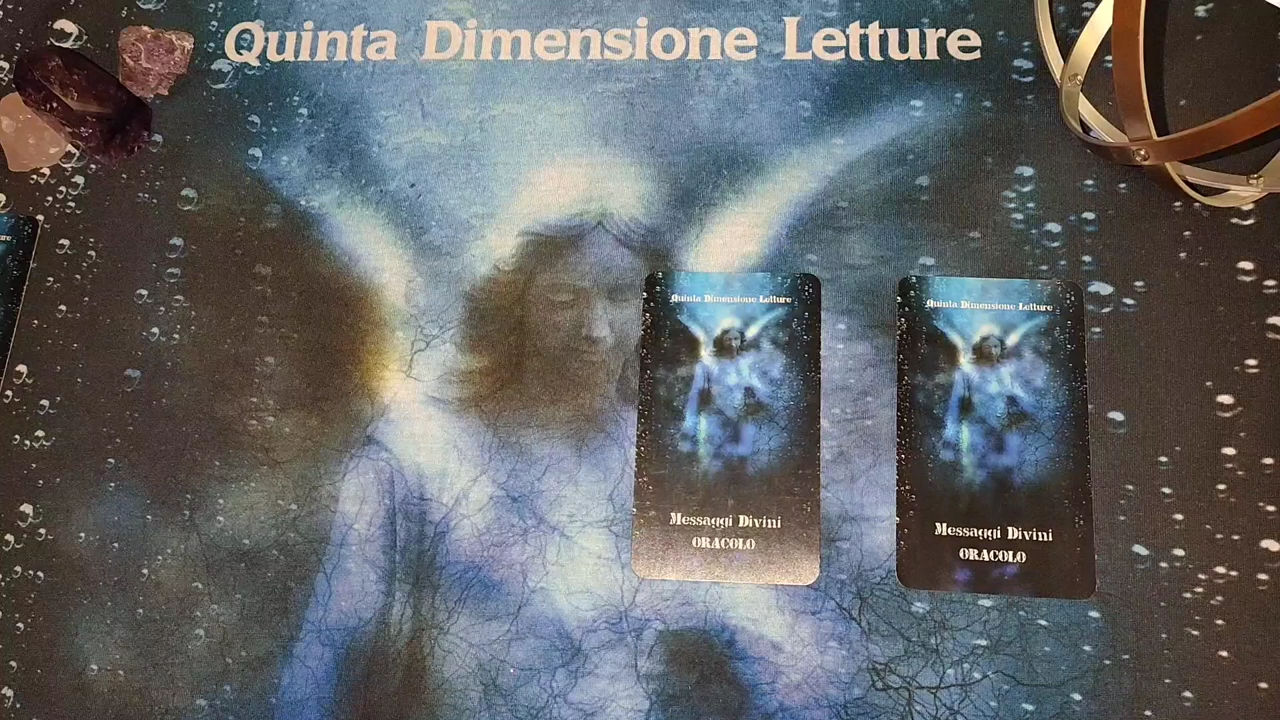 Quinta Dimensione Letture
Quinta Dimensione Letture
Messaggi Divini
ORACOLO
Quinta Dimensione Letture
Messaggi Divini
ORACOLO